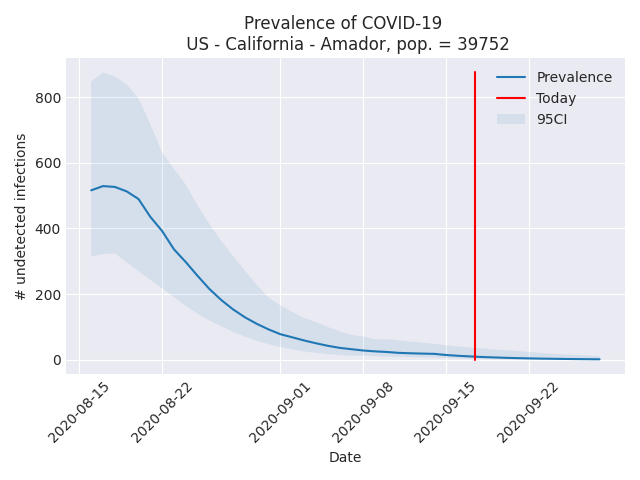 Prevalence of COVID-19
US - California - Amador, pop. = 39752
Prevalence
Today
95CI
# undetected infections
800
600
400
200
0
2020-08-15
2020-08-22
2020-09-01
2020-09-08
2020-09-15
2020-09-22
Date